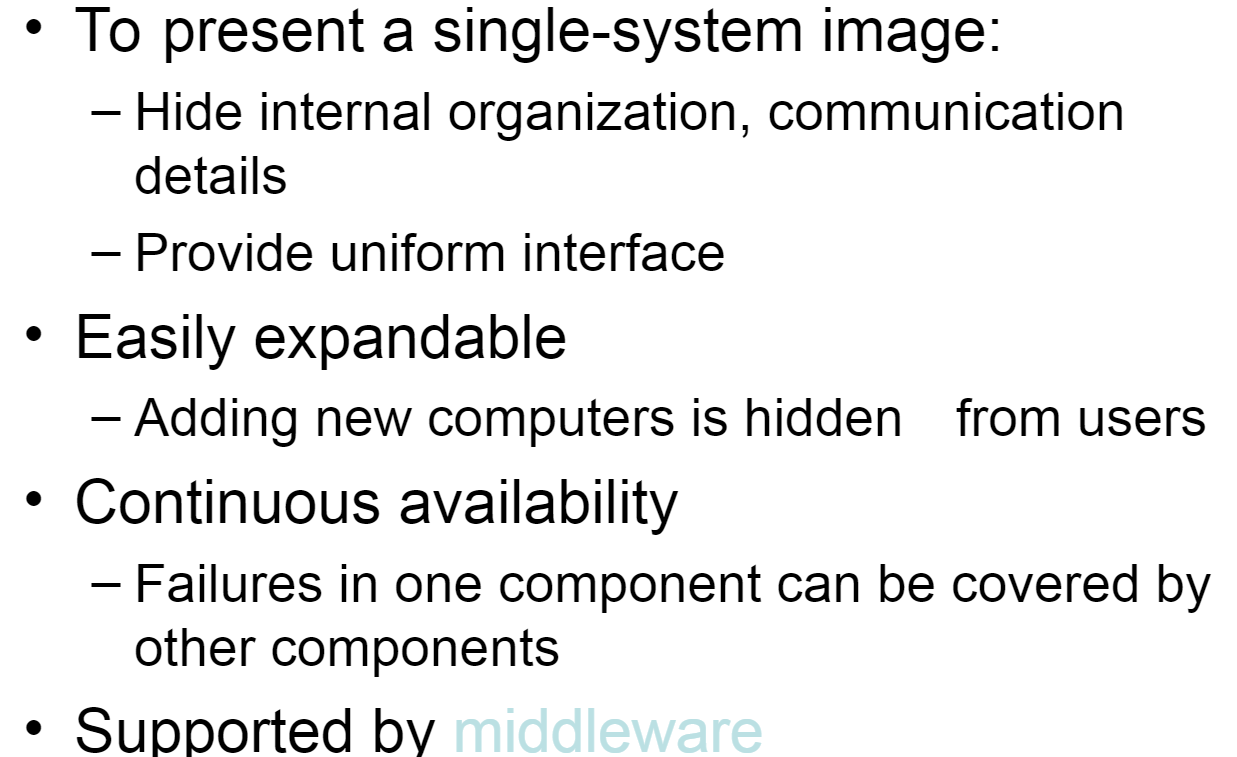 • To present a single-system image:
– Hide internal organization, communication
details
– Provide uniform interface
• Easily expandable
– Adding new computers is hidden from users
• Continuous availability
– Failures in one component can be covered by
other components
• Supported by middleware